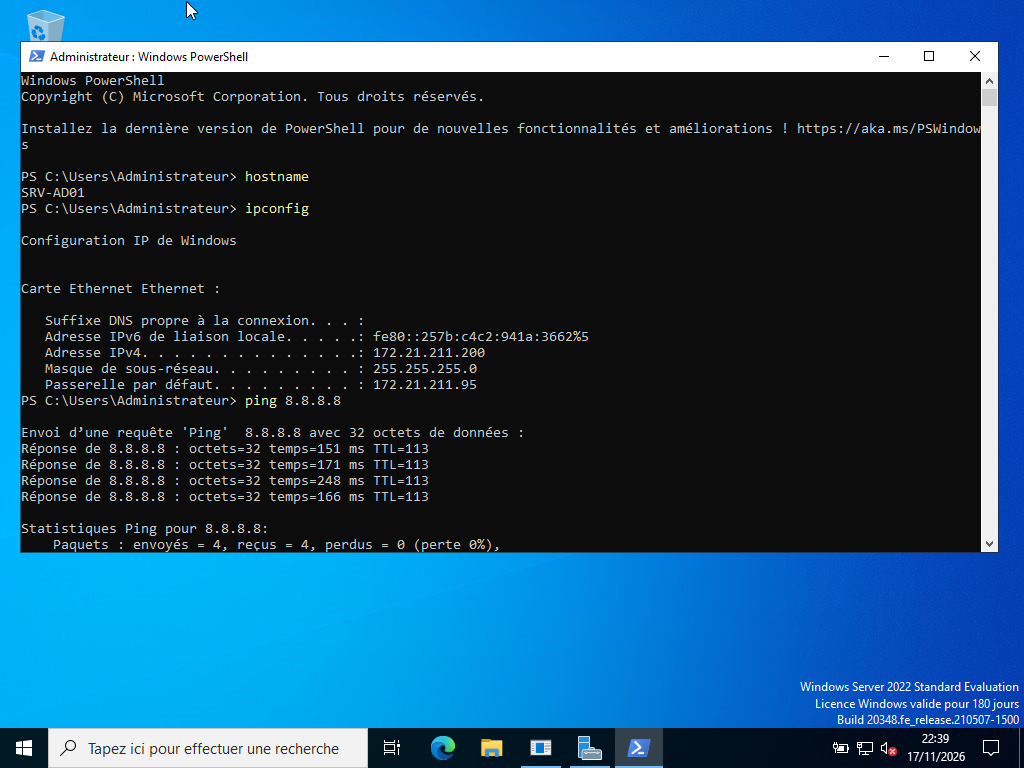 Administrateur : Windows PowerShell
Windows PowerShell
Copyright (C) Microsoft Corporation. Tous droits réservés.
Installez la dernière version de PowerShell pour de nouvelles fonctionnalités et améliorations ! https://aka.ms/PSWindow
s
PS C:\Users\Administrateur> hostname
SRV-AD01
PS C:\Users\Administrateur> ipconfig
Configuration IP de Windows
Carte Ethernet Ethernet :
Suffixe DNS propre à la connexion. . . :
Adresse IPv6 de liaison locale. . . . .: fe80::257b:c4c2:941a:3662%5
Adresse IPv4. . . . . . . . . . . . . .: 172.21.211.200
Masque de sous-réseau. . . . . . . . . : 255.255.255.0
Passerelle par défaut. . . . . . . . . : 172.21.211.95
PS C:\Users\Administrateur> ping 8.8.8.8
Envoi d’une requête 'Ping'  8.8.8.8 avec 32 octets de données :
Réponse de 8.8.8.8 : octets=32 temps=151 ms TTL=113
Réponse de 8.8.8.8 : octets=32 temps=171 ms TTL=113
Réponse de 8.8.8.8 : octets=32 temps=248 ms TTL=113
Réponse de 8.8.8.8 : octets=32 temps=166 ms TTL=113
Statistiques Ping pour 8.8.8.8:
Paquets : envoyés = 4, reçus = 4, perdus = 0 (perte 0%),
Windows Server 2022 Standard Evaluation
Licence Windows valide pour 180 jours
Build 20348.fe_release.210507-1500
Tapez ici pour effectuer une recherche
22:39
17/11/2026